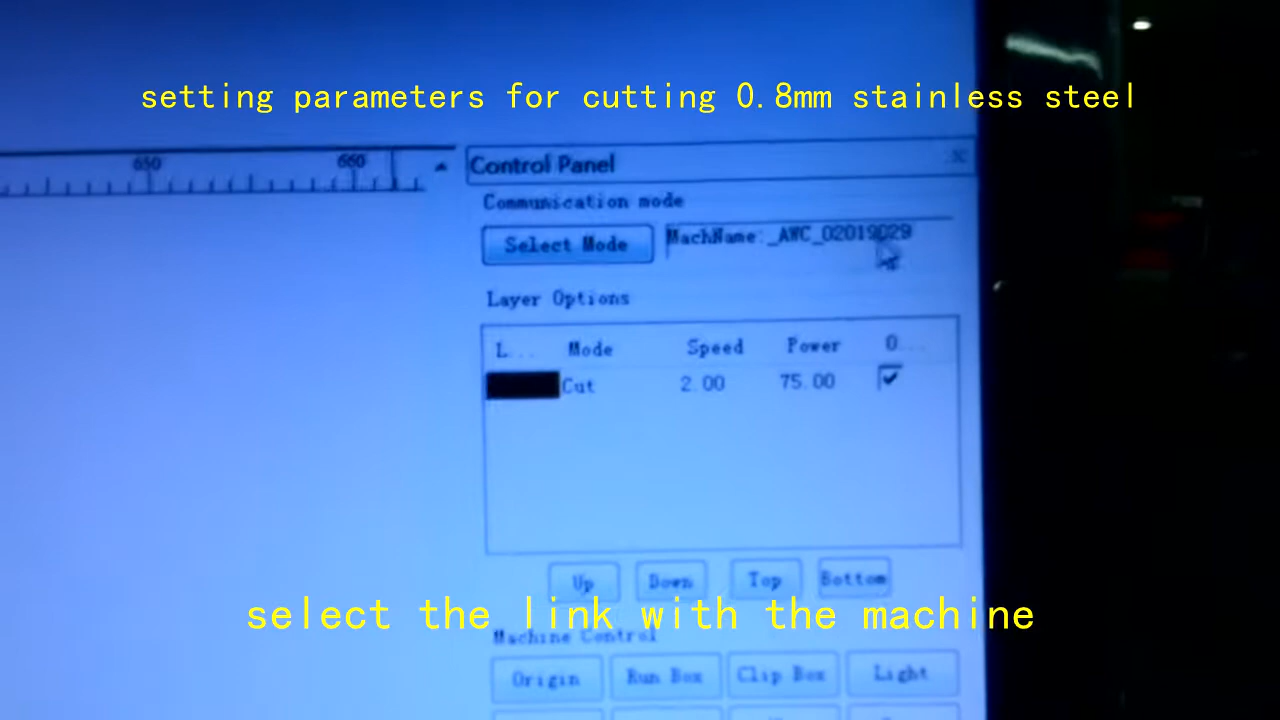 setting parameters for cutting 0.8mm stainless steel
650 660
Control Panel
Communication mode
Select Mode MachName:_AWC_02019029
Layer Options
L... Mode Speed Power O...
Cut 2.00 75.00
Up Down Top Bottom
select the link with the machine
Machine Control
Origin Run Box Clip Box Light